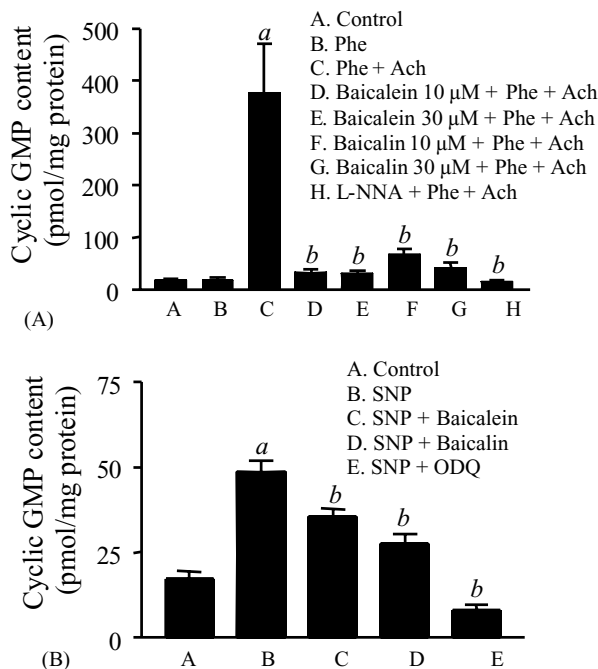 Cyclic GMP content
(pmol/mg protein)
500
400
300
200
100
0
a
b
b
b
b
b
A
B
C
D
E
F
G
H
A. Control
B. Phe
C. Phe + Ach
D. Baicalein 10 μM + Phe + Ach
E. Baicalein 30 μM + Phe + Ach
F. Baicalin 10 μM + Phe + Ach
G. Baicalin 30 μM + Phe + Ach
H. L-NNA + Phe + Ach
(A)
Cyclic GMP content
(pmol/mg protein)
75
50
25
0
a
b
b
b
A
B
C
D
E
A. Control
B. SNP
C. SNP + Baicalein
D. SNP + Baicalin
E. SNP + ODQ
(B)